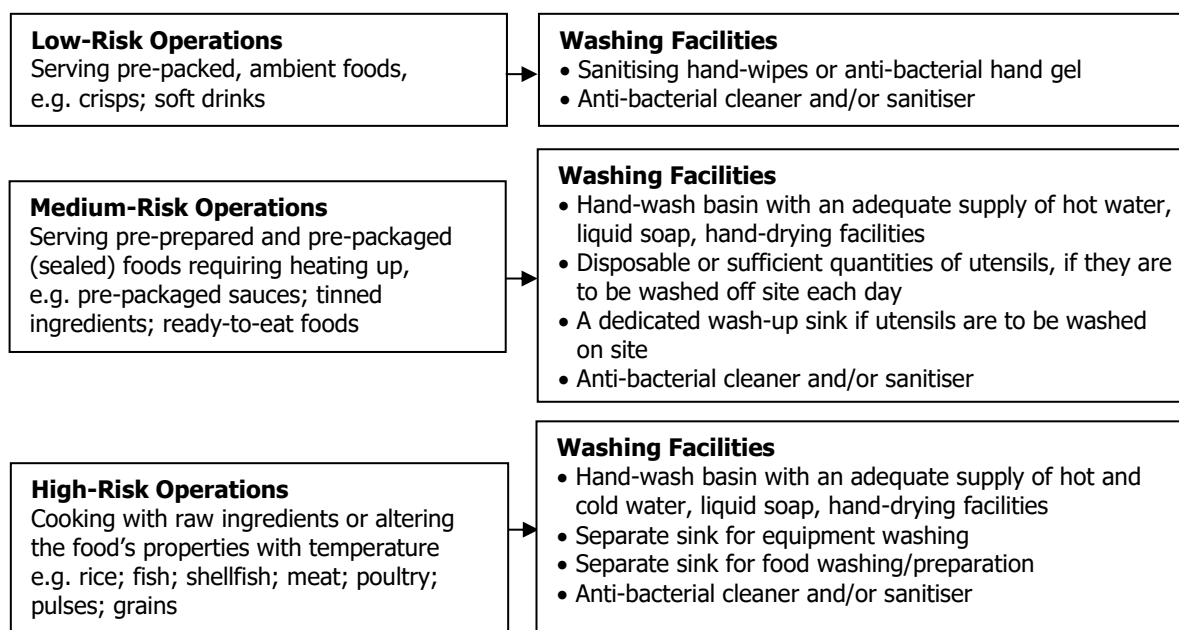 Low-Risk Operations
Serving pre-packed, ambient foods,
e.g. crisps; soft drinks
Washing Facilities
• Sanitising hand-wipes or anti-bacterial hand gel
• Anti-bacterial cleaner and/or sanitiser
Medium-Risk Operations
Serving pre-prepared and pre-packaged
(sealed) foods requiring heating up,
e.g. pre-packaged sauces; tinned
ingredients; ready-to-eat foods
Washing Facilities
• Hand-wash basin with an adequate supply of hot water,
liquid soap, hand-drying facilities
• Disposable or sufficient quantities of utensils, if they are
to be washed off site each day
• A dedicated wash-up sink if utensils are to be washed
on site
• Anti-bacterial cleaner and/or sanitiser
High-Risk Operations
Cooking with raw ingredients or altering
the food’s properties with temperature
e.g. rice; fish; shellfish; meat; poultry;
pulses; grains
Washing Facilities
• Hand-wash basin with an adequate supply of hot and
cold water, liquid soap, hand-drying facilities
• Separate sink for equipment washing
• Separate sink for food washing/preparation
• Anti-bacterial cleaner and/or sanitiser